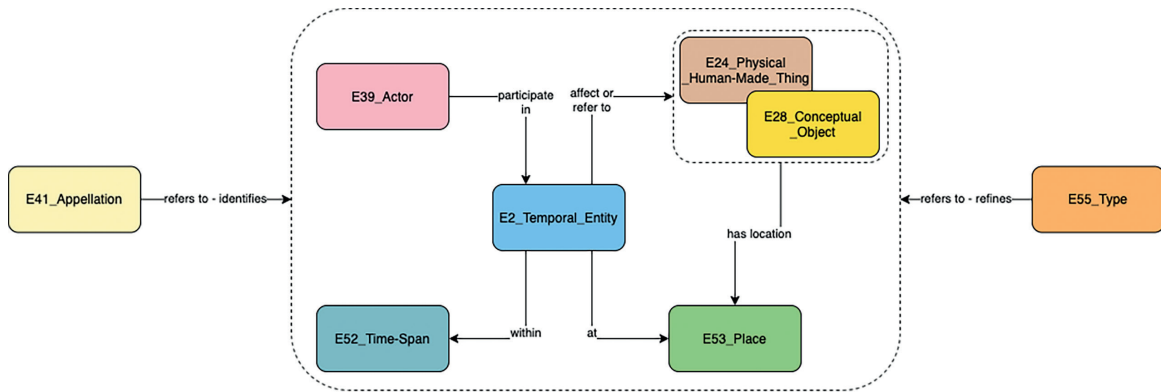 E24_Physical
_Human-Made_Thing
E39_Actor
participate
in
affect or
refer to
E28_Conceptual
_Object
E41_Appellation
refers to - identifies
E2_Temporal_Entity
refers to - refines
E55_Type
has location
E52_Time-Span
within
at
E53_Place